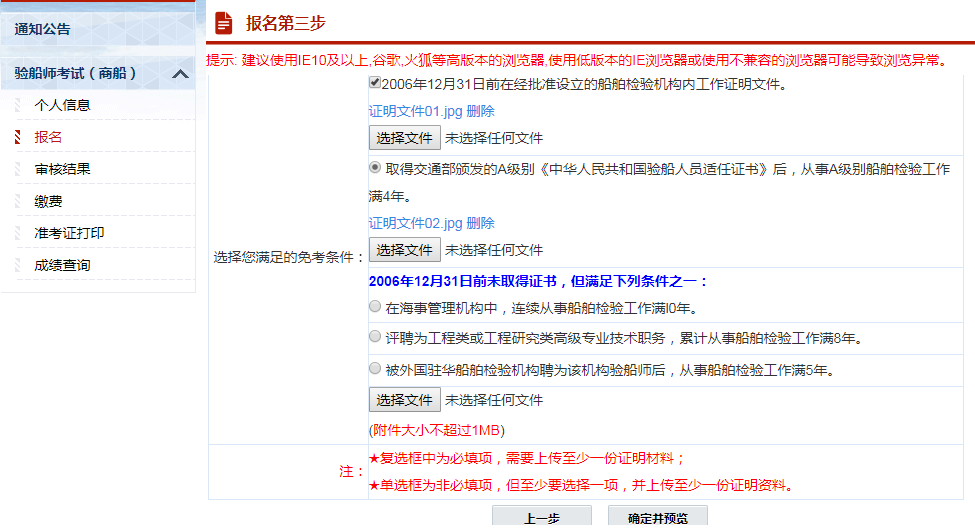 通知公告
验船师考试（商船）
个人信息
报名
审核结果
缴费
准考证打印
成绩查询
报名第三步
提示: 建议使用IE10及以上,谷歌,火狐等高版本的浏览器,使用低版本的IE浏览器或使用不兼容的浏览器可能导致浏览异常。
选择您满足的免考条件：
2006年12月31日前在经批准设立的船舶检验机构内工作证明文件。
证明文件01.jpg 删除
选择文件 未选择任何文件
取得交通部颁发的A级别《中华人民共和国验船人员适任证书》后，从事A级别船舶检验工作
满4年。
证明文件02.jpg 删除
选择文件 未选择任何文件
2006年12月31日前未取得证书，但满足下列条件之一：
在海事管理机构中，连续从事船舶检验工作满l0年。
评聘为工程类或工程研究类高级专业技术职务，累计从事船舶检验工作满8年。
被外国驻华船舶检验机构聘为该机构验船师后，从事船舶检验工作满5年。
选择文件 未选择任何文件
(附件大小不超过1MB)
注：
★复选框中为必填项，需要上传至少一份证明材料；
★单选框为非必填项，但至少要选择一项，并上传至少一份证明资料。
上一步 确定并预览